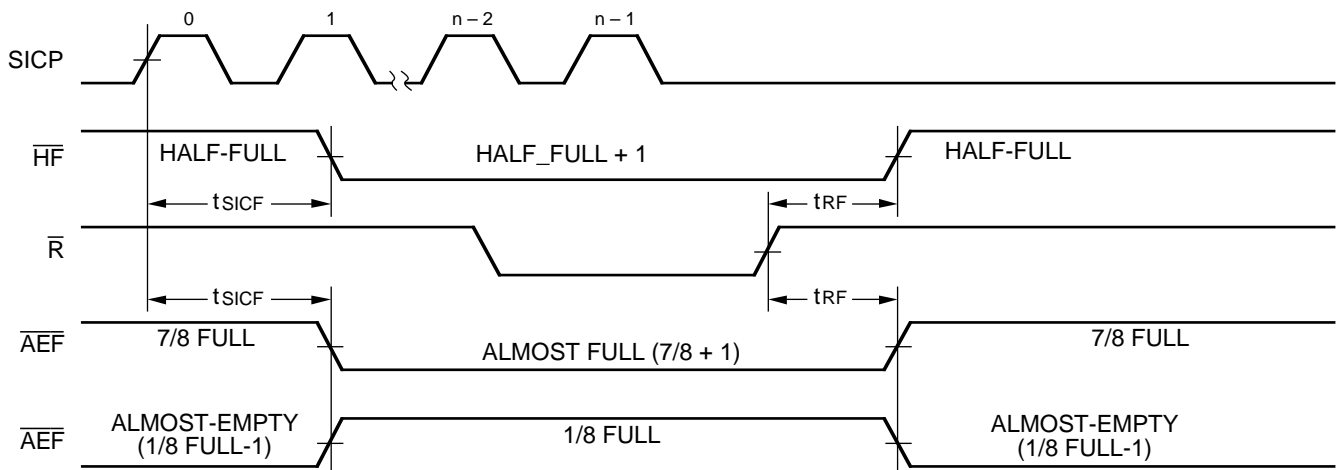 0 1 n – 2 n – 1
SICP
HF HALF-FULL HALF_FULL + 1 HALF-FULL
tSICF tRF
R
tSICF tRF
AEF 7/8 FULL ALMOST FULL (7/8 + 1) 7/8 FULL
ALMOST-EMPTY
(1/8 FULL-1)
AEF
1/8 FULL
ALMOST-EMPTY
(1/8 FULL-1)